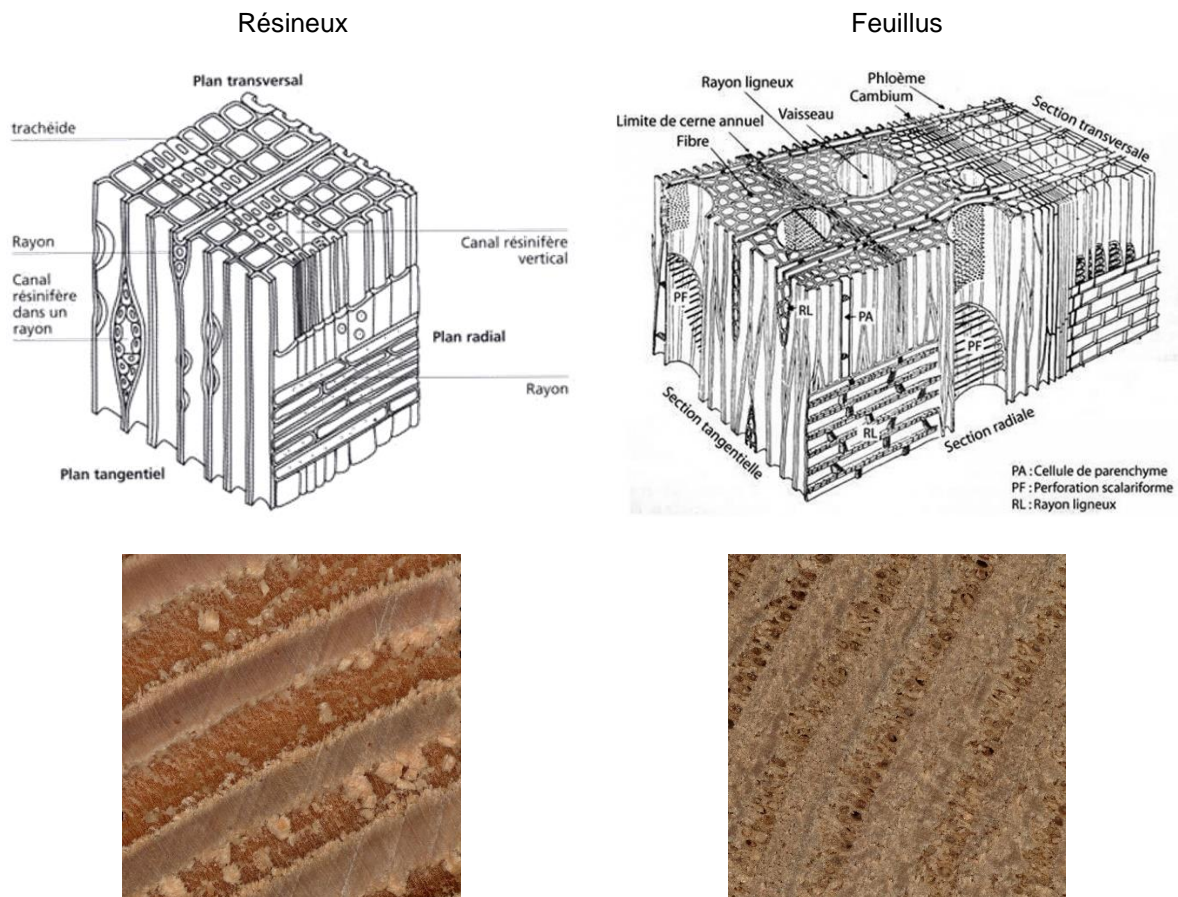 Résineux
Plan transversal
trachéide
Rayon
Canal
résinifère
dans un
rayon
Canal résinifère
vertical
Plan radial
Rayon
Plan tangentiel
Feuillus
Rayon ligneux
Phloème
Cambium
Vaisseau
Section transversale
Limite de cerne annuel
Fibre
PF
RL
PA
PF
RL
Section tangentielle
Section radiale
PA : Cellule de parenchyme
PF : Perforation scalariforme
RL : Rayon ligneux